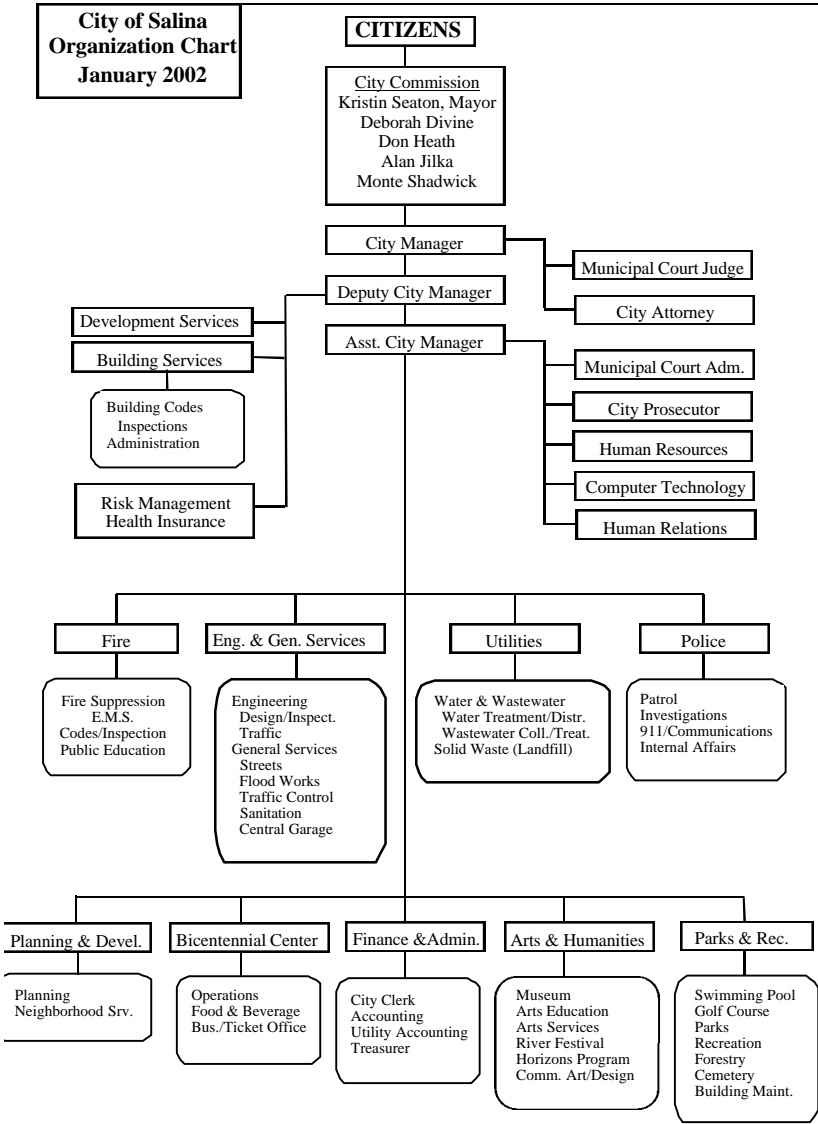 City of Salina
Organization Chart
January 2002
CITIZENS
City Commission
Kristin Seaton, Mayor
Deborah Divine
Don Heath
Alan Jilka
Monte Shadwick
City Manager
Municipal Court Judge
Deputy City Manager
City Attorney
Development Services
Asst. City Manager
Building Services
Municipal Court Adm.
Building Codes
Inspections
Administration
City Prosecutor
Human Resources
Computer Technology
Risk Management
Health Insurance
Human Relations
Fire
Eng. & Gen. Services
Utilities
Police
Fire Suppression
E.M.S.
Codes/Inspection
Public Education
Engineering
Design/Inspect.
Traffic
General Services
Streets
Flood Works
Traffic Control
Sanitation
Central Garage
Water & Wastewater
Water Treatment/Distr.
Wastewater Coll./Treat.
Solid Waste (Landfill)
Patrol
Investigations
911/Communications
Internal Affairs
Planning & Devel.
Bicentennial Center
Finance &Admin.
Arts & Humanities
Parks & Rec.
Planning
Neighborhood Srv.
Operations
Food & Beverage
Bus./Ticket Office
City Clerk
Accounting
Utility Accounting
Treasurer
Museum
Arts Education
Arts Services
River Festival
Horizons Program
Comm. Art/Design
Swimming Pool
Golf Course
Parks
Recreation
Forestry
Cemetery
Building Maint.